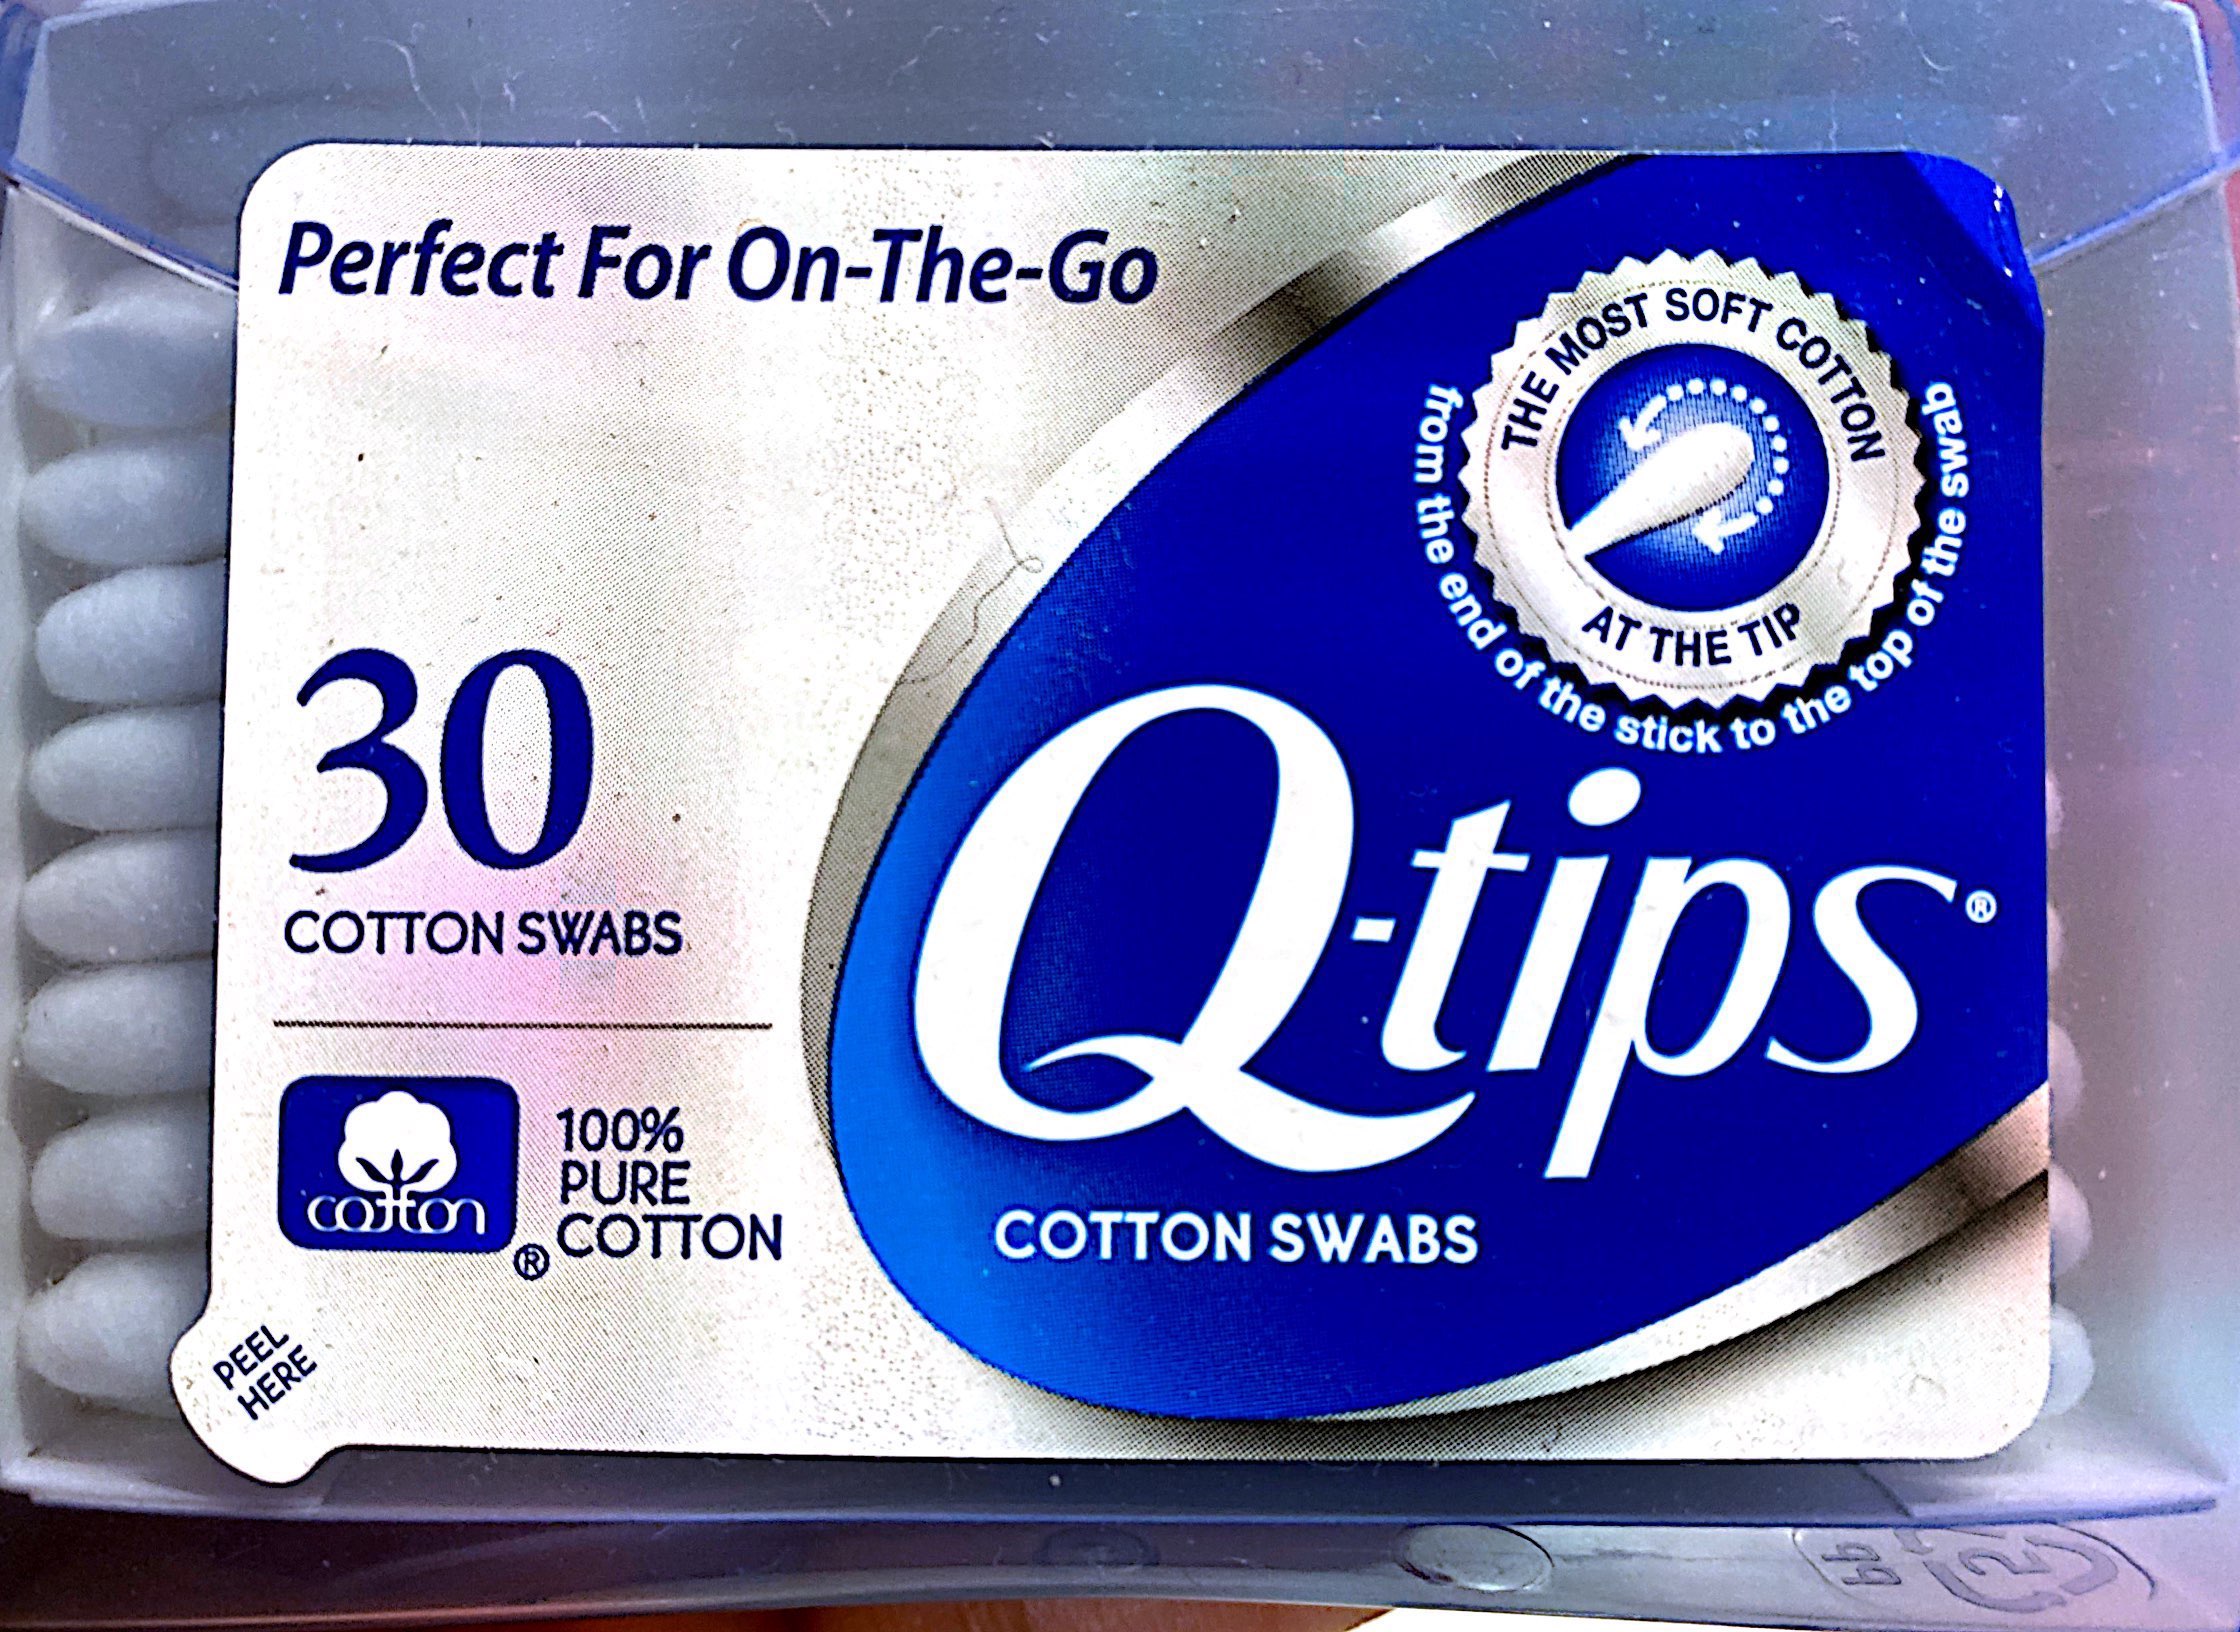 Perfect For On-The-Go
THE MOST SOFT COTTON
AT THE TIP
from the end of the stick to the top of the swab
30
COTTON SWABS
Q-tips®
COTTON SWABS
cotton
®
100%
PURE
COTTON
PEEL
HERE